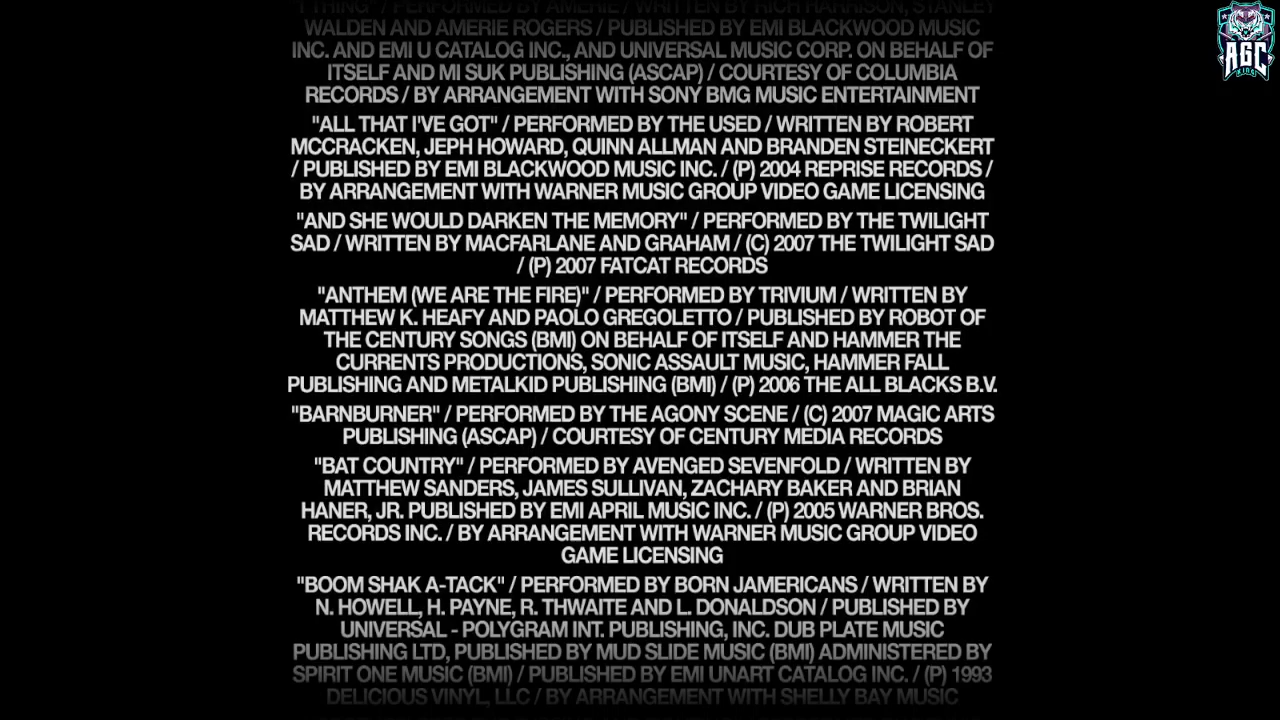 1 THING" / PERFORMED BY AMERIE / WRITTEN BY RICH HARRISON, STANLEY
WALDEN AND AMERIE ROGERS / PUBLISHED BY EMI BLACKWOOD MUSIC
INC. AND EMI U CATALOG INC., AND UNIVERSAL MUSIC CORP. ON BEHALF OF
ITSELF AND MI SUK PUBLISHING (ASCAP) / COURTESY OF COLUMBIA
RECORDS / BY ARRANGEMENT WITH SONY BMG MUSIC ENTERTAINMENT
"ALL THAT I'VE GOT" / PERFORMED BY THE USED / WRITTEN BY ROBERT
MCCRACKEN, JEPH HOWARD, QUINN ALLMAN AND BRANDEN STEINECKERT
/ PUBLISHED BY EMI BLACKWOOD MUSIC INC. / (P) 2004 REPRISE RECORDS /
BY ARRANGEMENT WITH WARNER MUSIC GROUP VIDEO GAME LICENSING
"AND SHE WOULD DARKEN THE MEMORY" / PERFORMED BY THE TWILIGHT
SAD / WRITTEN BY MACFARLANE AND GRAHAM / (C) 2007 THE TWILIGHT SAD
/ (P) 2007 FATCAT RECORDS
"ANTHEM (WE ARE THE FIRE)" / PERFORMED BY TRIVIUM / WRITTEN BY
MATTHEW K. HEAFY AND PAOLO GREGOLETTO / PUBLISHED BY ROBOT OF
THE CENTURY SONGS (BMI) ON BEHALF OF ITSELF AND HAMMER THE
CURRENTS PRODUCTIONS, SONIC ASSAULT MUSIC, HAMMER FALL
PUBLISHING AND METALKID PUBLISHING (BMI) / (P) 2006 THE ALL BLACKS B.V.
"BARNBURNER" / PERFORMED BY THE AGONY SCENE / (C) 2007 MAGIC ARTS
PUBLISHING (ASCAP) / COURTESY OF CENTURY MEDIA RECORDS
"BAT COUNTRY" / PERFORMED BY AVENGED SEVENFOLD / WRITTEN BY
MATTHEW SANDERS, JAMES SULLIVAN, ZACHARY BAKER AND BRIAN
HANER, JR. PUBLISHED BY EMI APRIL MUSIC INC. / (P) 2005 WARNER BROS.
RECORDS INC. / BY ARRANGEMENT WITH WARNER MUSIC GROUP VIDEO
GAME LICENSING
"BOOM SHAK A-TACK" / PERFORMED BY BORN JAMERICANS / WRITTEN BY
N. HOWELL, H. PAYNE, R. THWAITE AND L. DONALDSON / PUBLISHED BY
UNIVERSAL - POLYGRAM INT. PUBLISHING, INC. DUB PLATE MUSIC
PUBLISHING LTD, PUBLISHED BY MUD SLIDE MUSIC (BMI) ADMINISTERED BY
SPIRIT ONE MUSIC (BMI) / PUBLISHED BY EMI UNART CATALOG INC. / (P) 1993
DELICIOUS VINYL, LLC / BY ARRANGEMENT WITH SHELLY BAY MUSIC
AGC